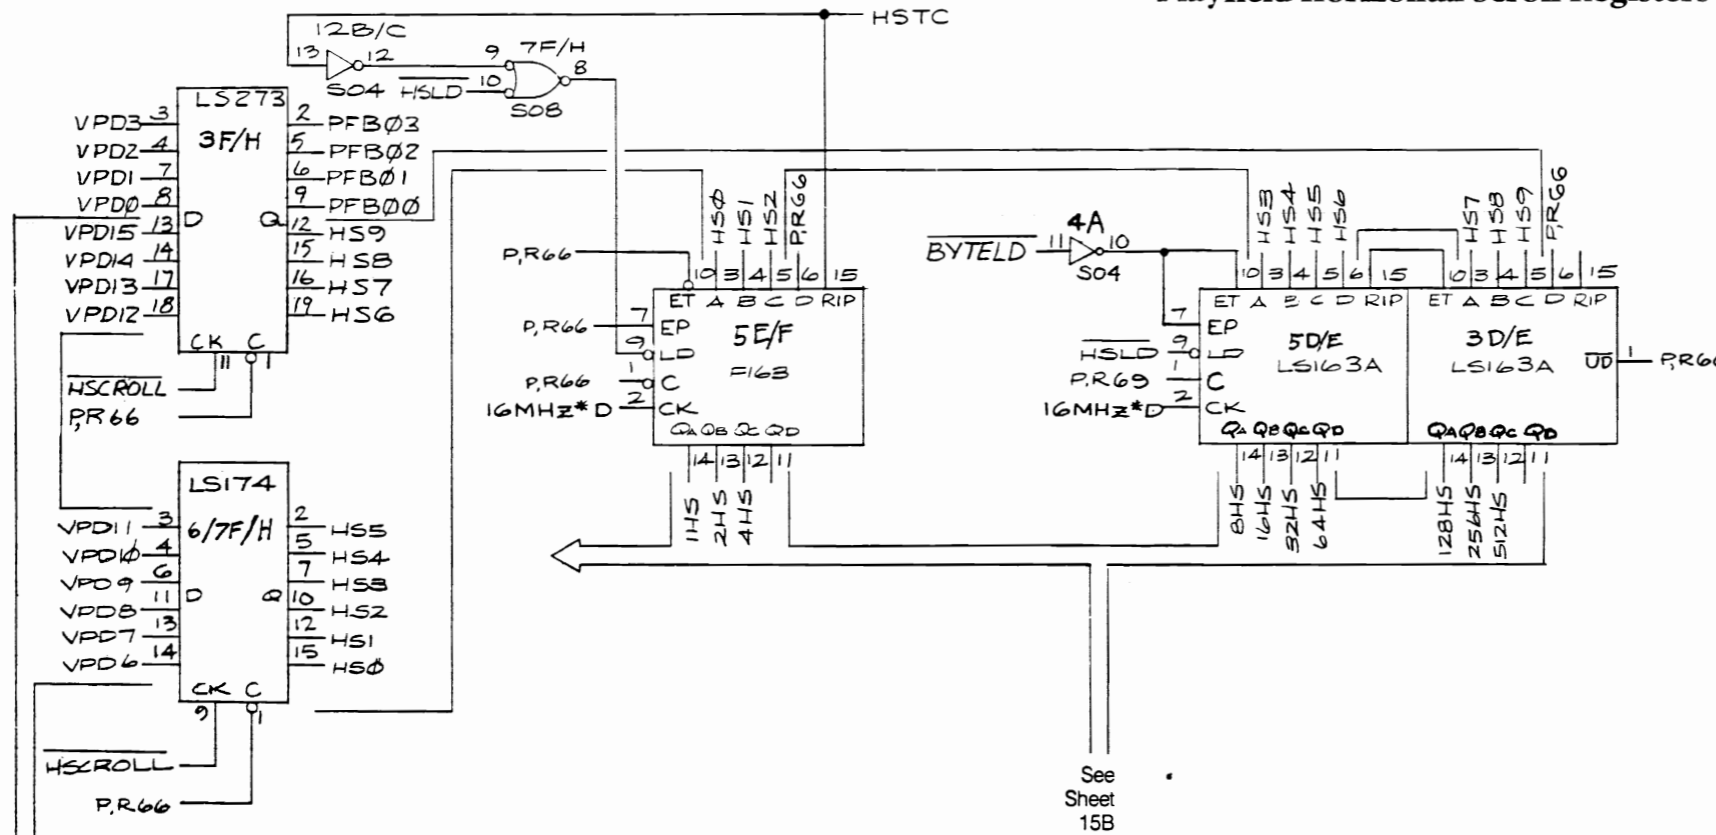 Playfield Horizontal Scroll Registers
HSTC
12B/C
13 12
S04
7F/H
9
10
8
HSLD
S08
LS273
3F/H
VPD3 3 2 PFBØ3
VPD2 4 5 PFBØ2
VPD1 7 6 PFBØ1
VPDØ 8 9 PFBØØ
D Q
VPD15 13 12 HS9
VPD14 14 15 HS8
VPD13 17 16 HS7
VPD12 18 19 HS6
CK C
11 1
HSCROLL
P,R66
LS174
6/7F/H
VPD11 3 2 HS5
VPD1Ø 4 5 HS4
VPD9 6 7 HS3
VPD8 11 D Q 10 HS2
VPD7 13 12 HS1
VPD6 14 15 HSØ
CK C
9 1
HSCROLL
P,R66
HSØ HS1 HS2 P,R66
P,R66
10 3 4 5 6 15
ET A B C D RIP
P,R66 7 EP
5E/F
9 LD
F163
P,R66 1 C
16MHz*D 2 CK
QA QB QC QD
14 13 12 11
1HS 2HS 4HS
4A
BYTELD 11 10
S04
HS3 HS4 HS5 HS6
10 3 4 5 6 15
ET A B C D RIP
7 EP
5D/E
HSLD 9 LD
LS163A
P,R69 1 C
16MHz*D 2 CK
QA QB QC QD
14 13 12 11
8HS 16HS 32HS 64HS
HS7 HS8 HS9 P,R66
10 3 4 5 6 15
ET A B C D RIP
3D/E
LS163A
UD 1
QA QB QC QD
14 13 12 11
128HS 256HS 512HS
See
Sheet
15B